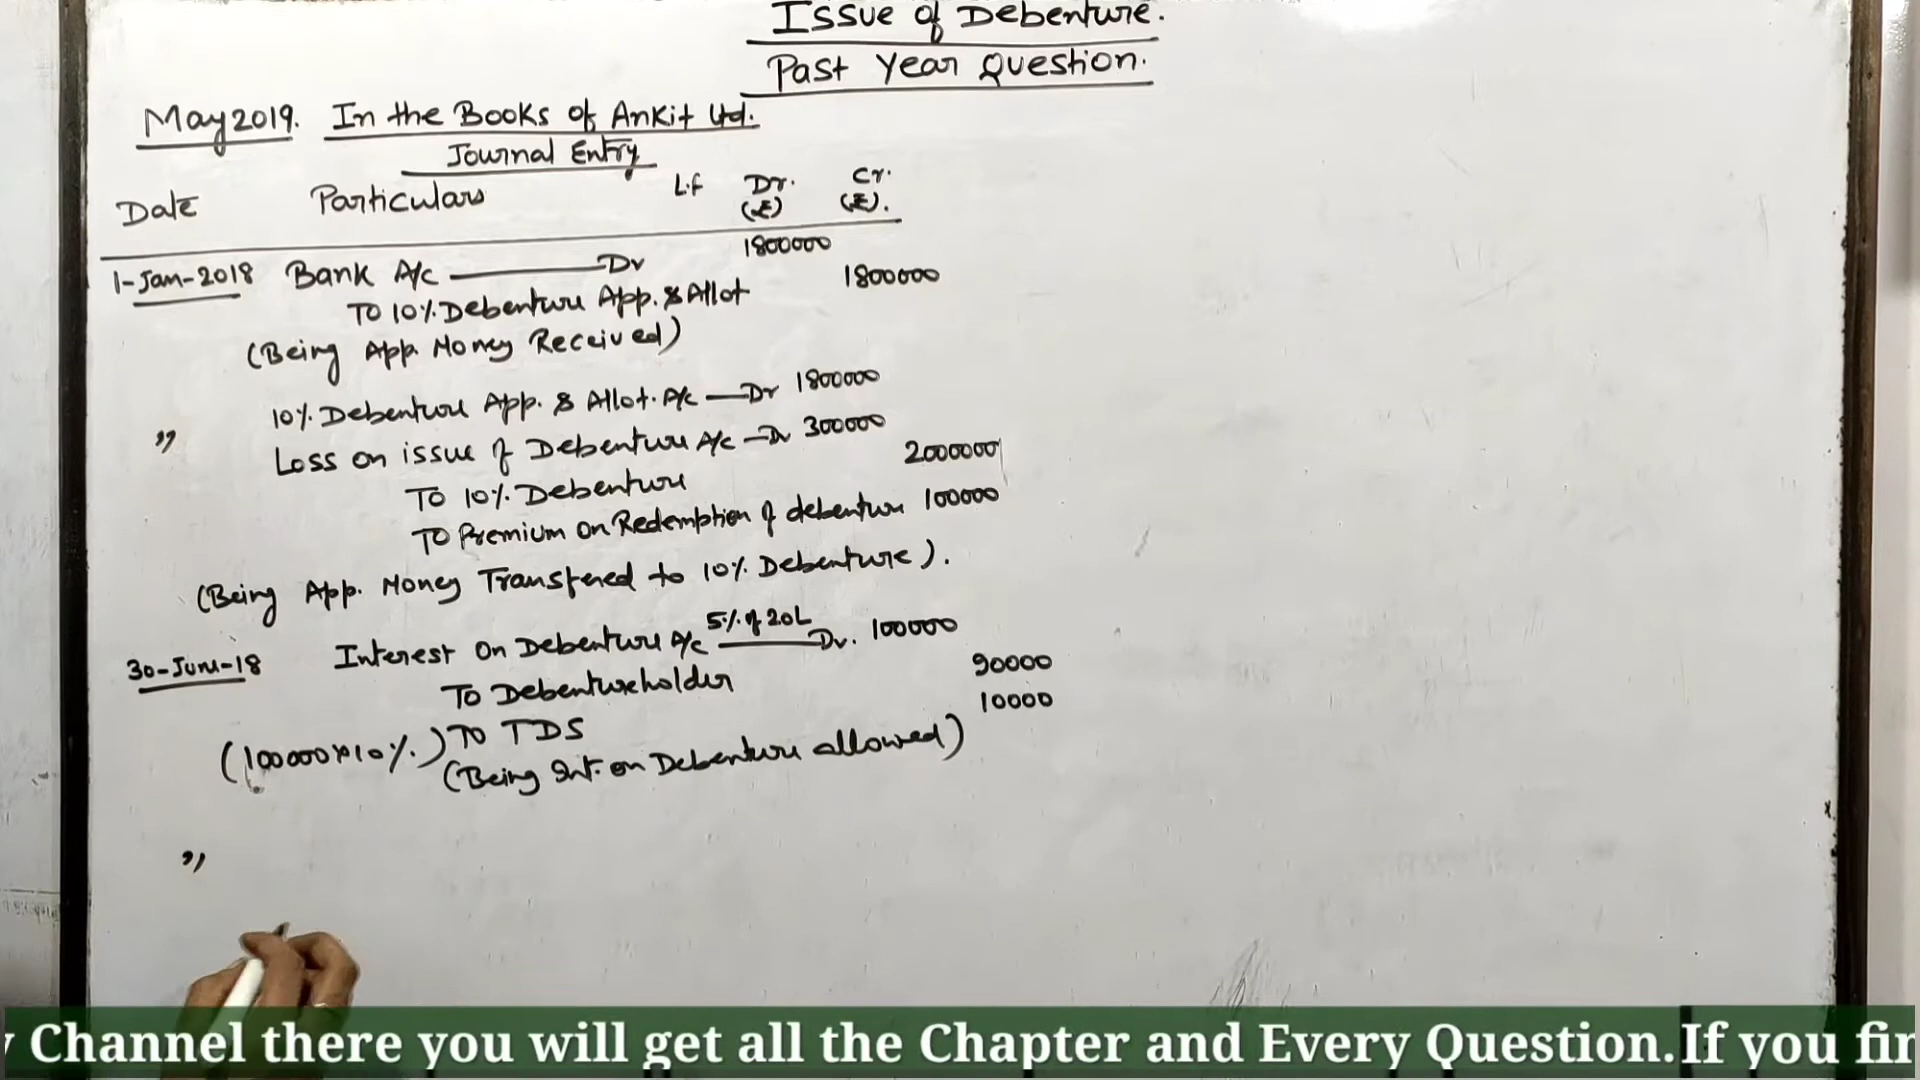 Issue of Debenture.
Past Year Question.
May 2019. In the Books of Ankit Ltd.
Journal Entry
Date Particulars L.f Dr. (₹) Cr. (₹).
1-Jan-2018 Bank A/c Dr 1800000
To 10% Debenture App. & Allot 1800000
(Being App. Money Received)
" 10% Debenture App. & Allot. A/c Dr 1800000
Loss on issue of Debenture A/c Dr 300000
To 10% Debenture 2000000
To Premium on Redemption of debenture 100000
(Being App. Money Transfered to 10% Debenture).
30-June-18 Interest on Debenture A/c 5% of 20L Dr. 100000
To Debentureholder 90000
(100000×10%) To TDS 10000
(Being Int. on Debenture allowed)
"
Channel there you will get all the Chapter and Every Question. If you fir